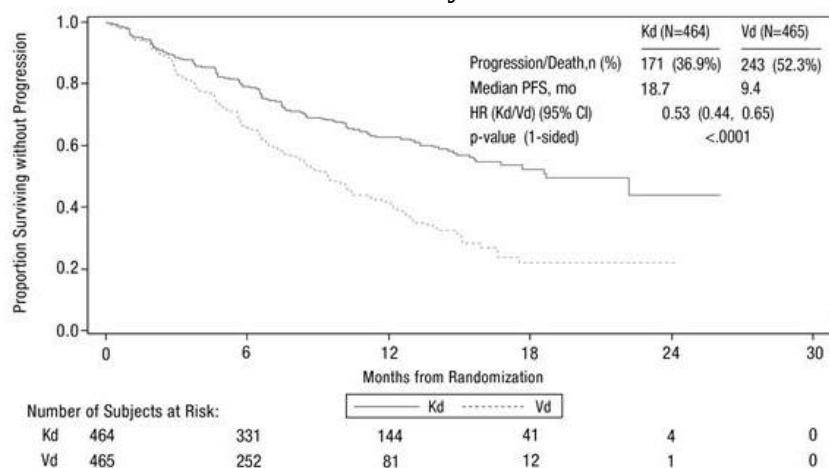 Kd (N=464) Vd (N=465)
Progression/Death,n (%) 171 (36.9%) 243 (52.3%)
Median PFS, mo 18.7 9.4
HR (Kd/Vd) (95% CI) 0.53 (0.44, 0.65)
p-value (1-sided) <.0001
Proportion Surviving without Progression
1.0
0.8
0.6
0.4
0.2
0.0
0 6 12 18 24 30
Months from Randomization
Kd Vd
Number of Subjects at Risk:
Kd 464 331 144 41 4 0
Vd 465 252 81 12 1 0